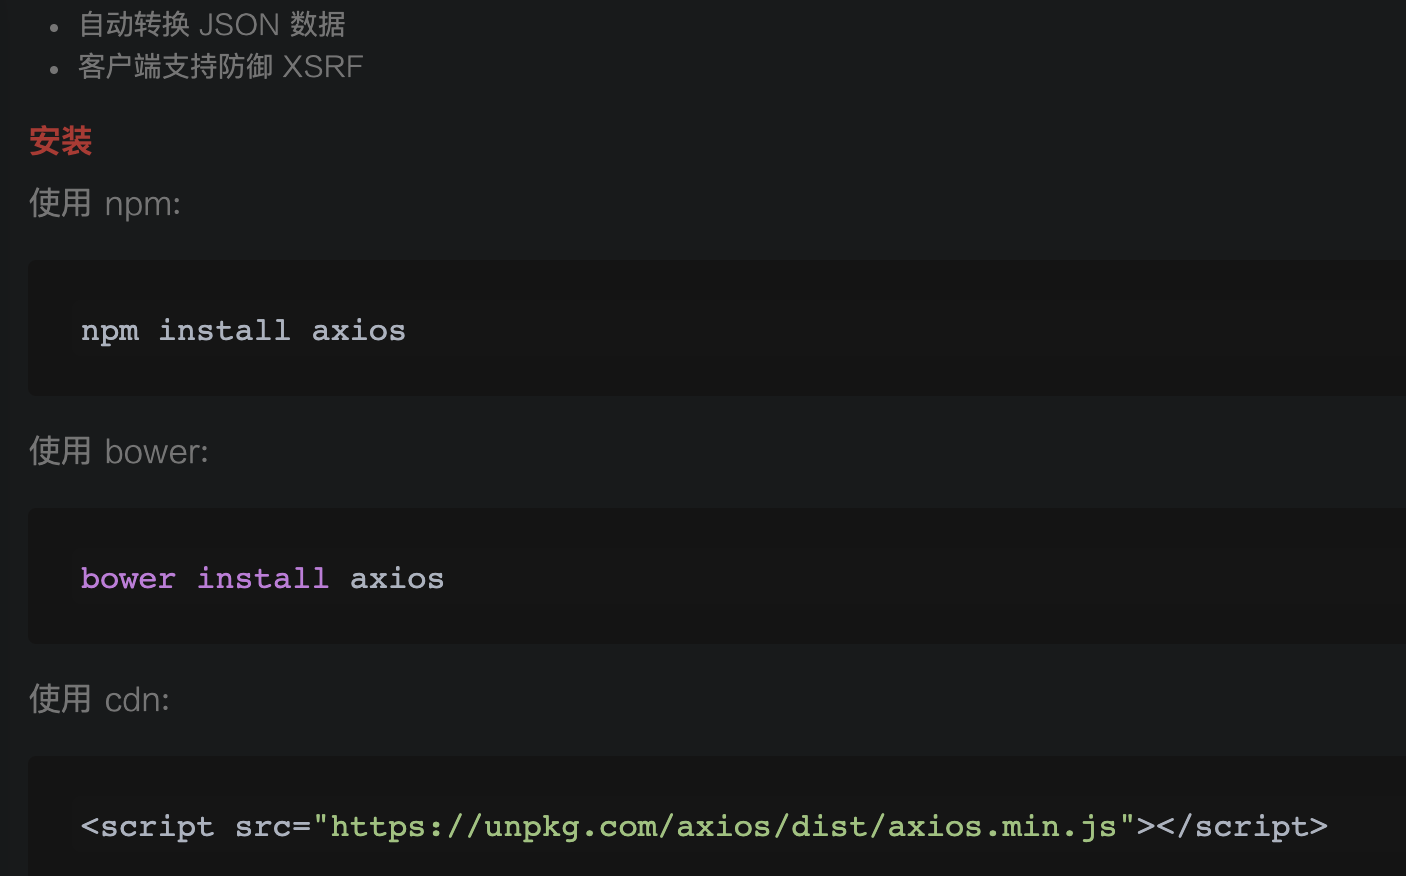 自动转换 JSON 数据
客户端支持防御 XSRF
安装
使用 npm:
npm install axios
使用 bower:
bower install axios
使用 cdn:
<script src="https://unpkg.com/axios/dist/axios.min.js"></script>